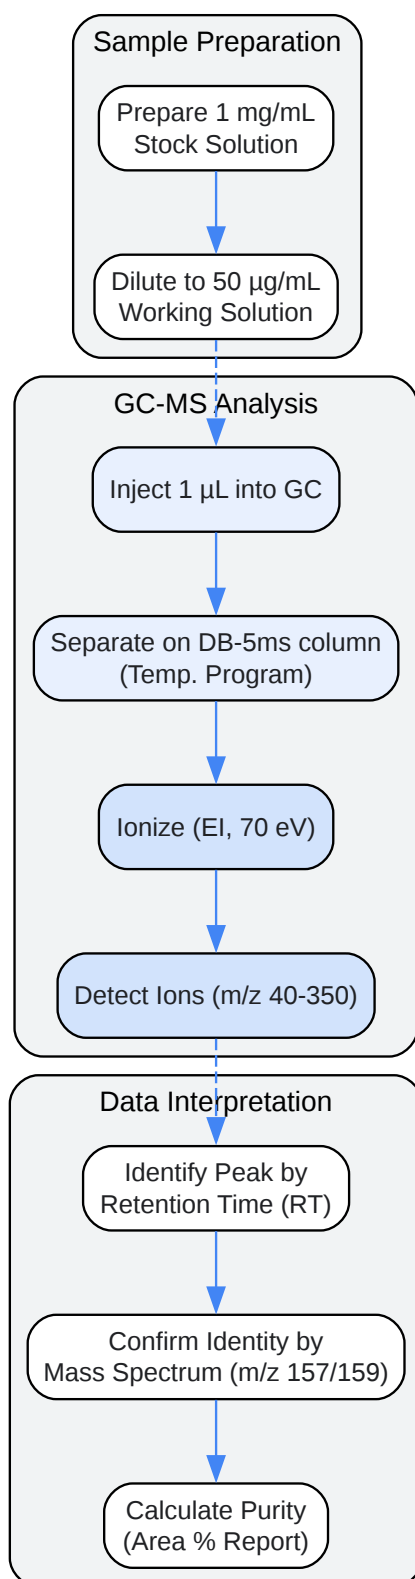 Sample Preparation
Prepare 1 mg/mL
Stock Solution
Dilute to 50 µg/mL
Working Solution
GC-MS Analysis
Inject 1 µL into GC
Separate on DB-5ms column
(Temp. Program)
Ionize (EI, 70 eV)
Detect Ions (m/z 40-350)
Data Interpretation
Identify Peak by
Retention Time (RT)
Confirm Identity by
Mass Spectrum (m/z 157/159)
Calculate Purity
(Area % Report)